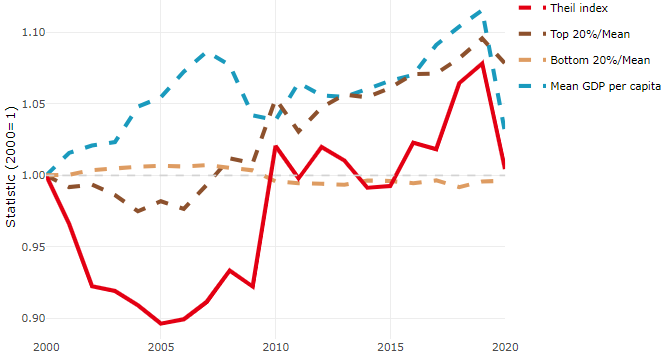 Theil index
Top 20%/Mean
Bottom 20%/Mean
Mean GDP per capita
Statistic (2000= 1)
1.10
1.05
1.00
0.95
0.90
2000
2005
2010
2015
2020